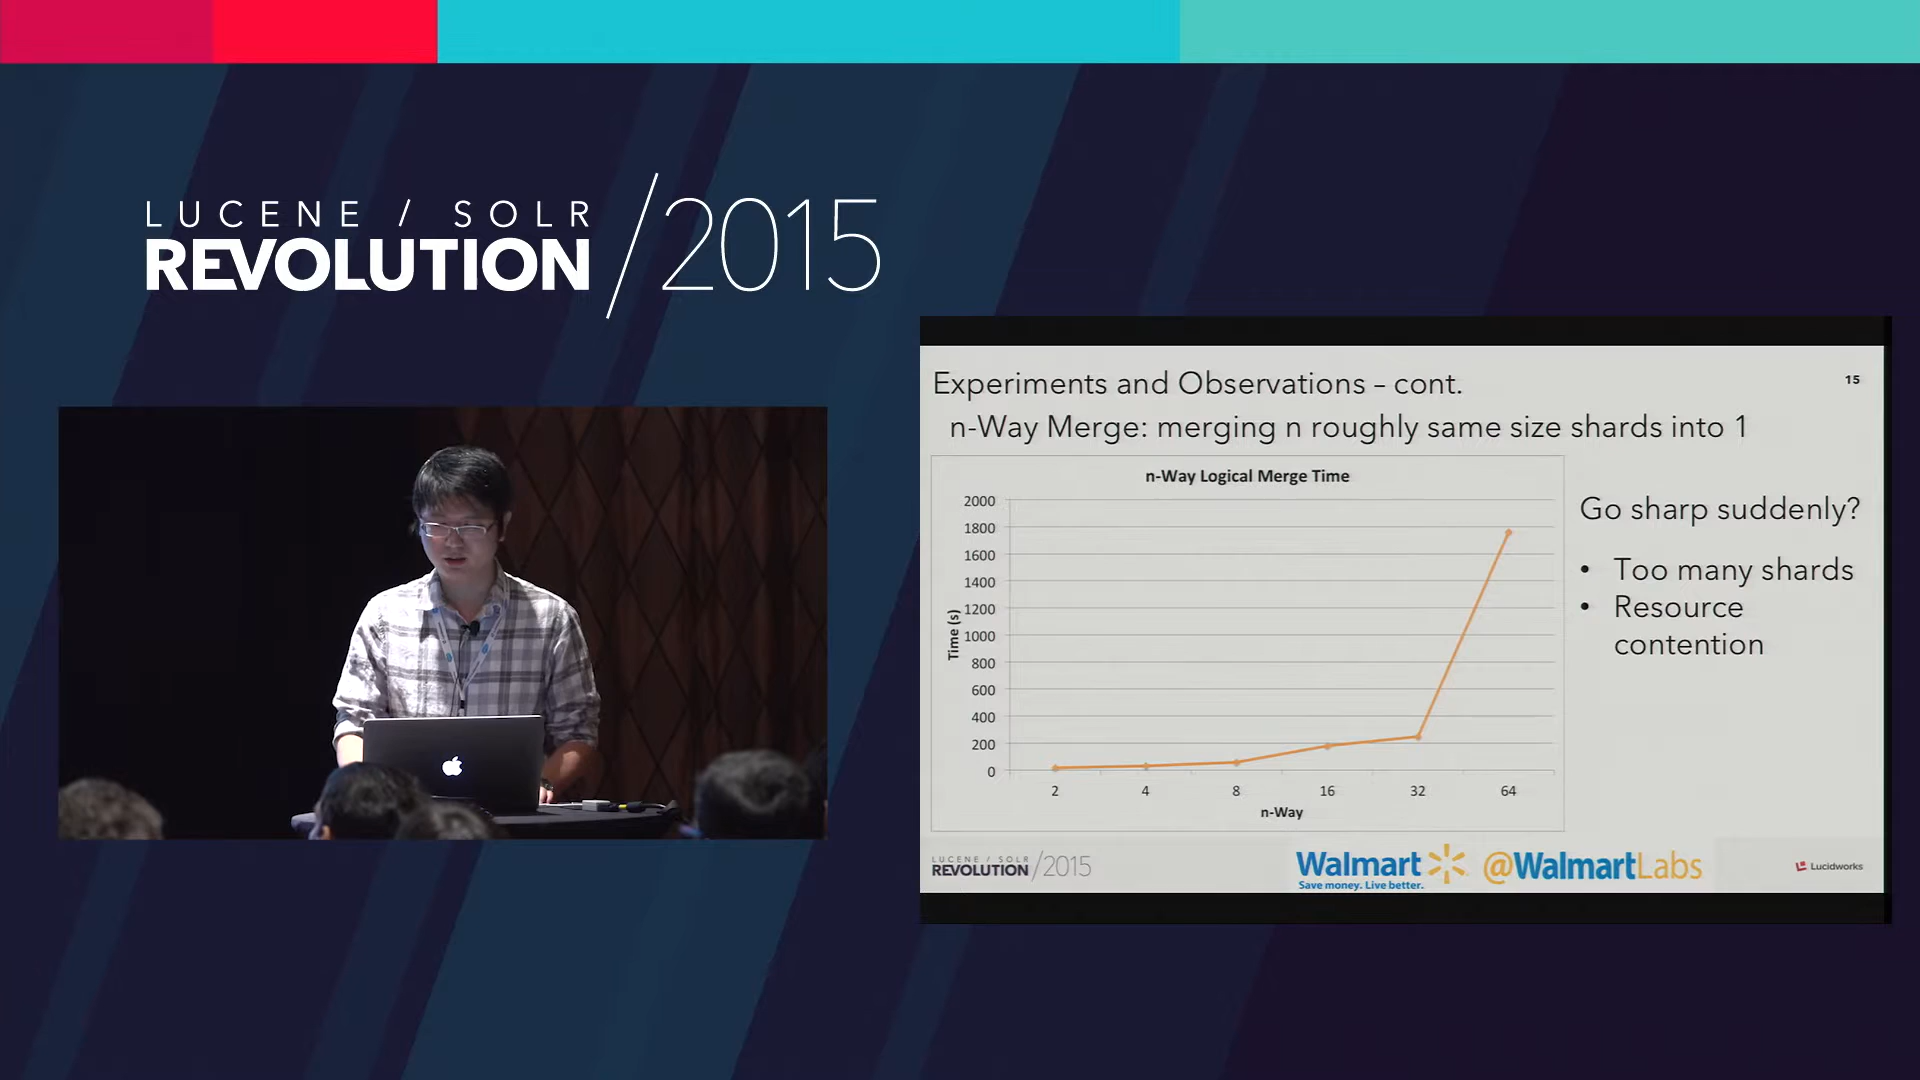 LUCENE / SOLR
REVOLUTION /2015
Experiments and Observations – cont.
15
n-Way Merge: merging n roughly same size shards into 1
n-Way Logical Merge Time
2000
1800
1600
1400
1200
1000
800
600
400
200
0
Time (s)
2 4 8 16 32 64
n-Way
Go sharp suddenly?
• Too many shards
• Resource
contention
LUCENE / SOLR
REVOLUTION /2015
Walmart
Save money. Live better.
@WalmartLabs
Lucidworks